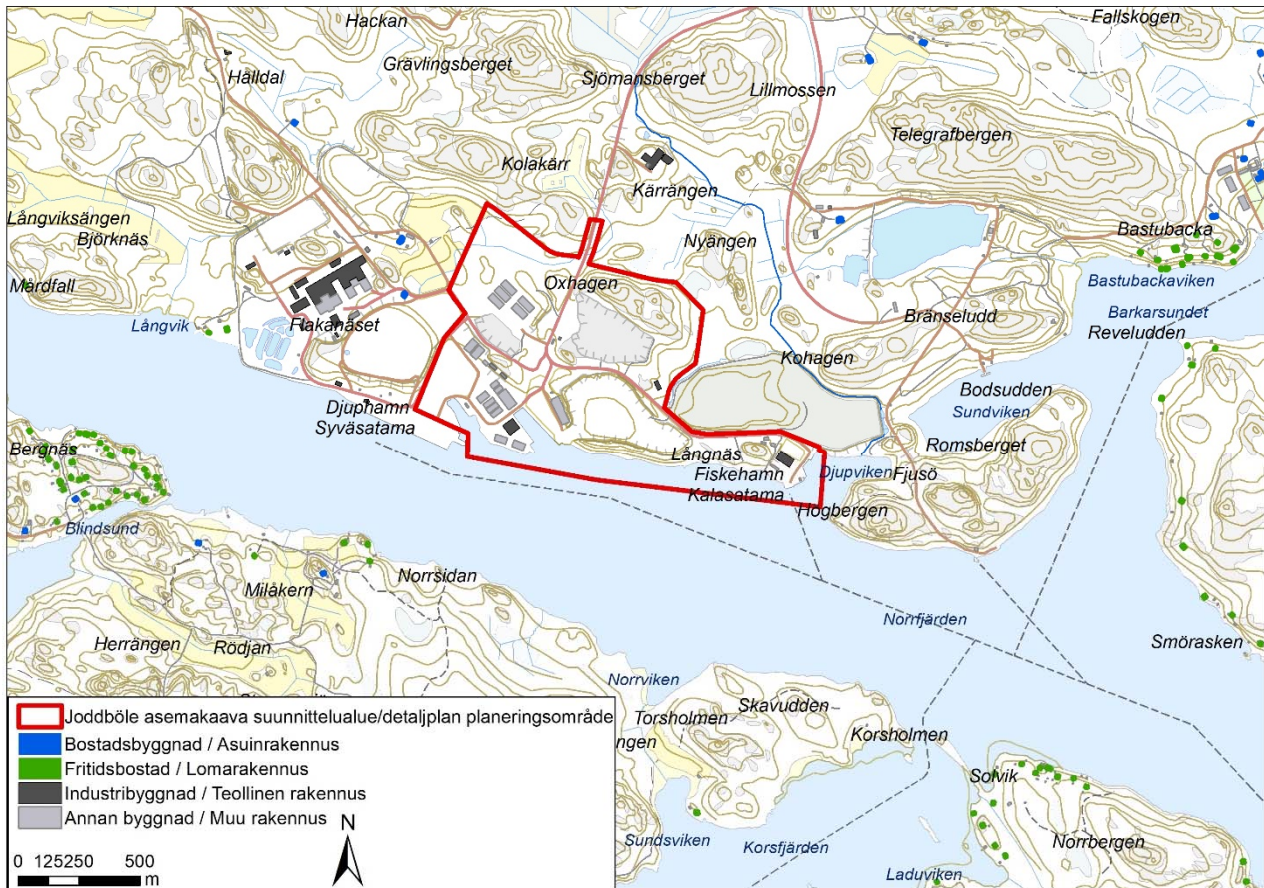 Hackan
Fallskogen
Grävlingsberget
Hälldal
Sjömansberget
Lillmossen
Telegrafbergen
Kolakärr
Kärrängen
Långviksängen
Björknäs
Nyängen
Bastubacka
Mårdfall
Oxhagen
Bastubackaviken
Barkarsundet
Reveludden
Långvik
Flakanäset
Bränseludd
Kohagen
Bodsudden
Sundviken
Djuphamn
Syväsatama
Romsberget
Bergnäs
Långnäs
Fiskehamn
Kalasatama
Djupviken
Fjusö
Högbergen
Blindsund
Norrsidan
Milåkern
Norrfjärden
Herrängen
Rödjan
Smörasken
Norrviken
Skavudden
Torsholmen
ngen
Korsholmen
Solvik
Sundsviken
Korsfjärden
Norrbergen
Laduviken
Joddböle asemakaava suunnittelualue/detaljplan planeringsområde
Bostadsbyggnad / Asuinrakennus
Fritidsbostad / Lomarakennus
Industribyggnad / Teollinen rakennus
Annan byggnad / Muu rakennus
N
0 125250 500
m